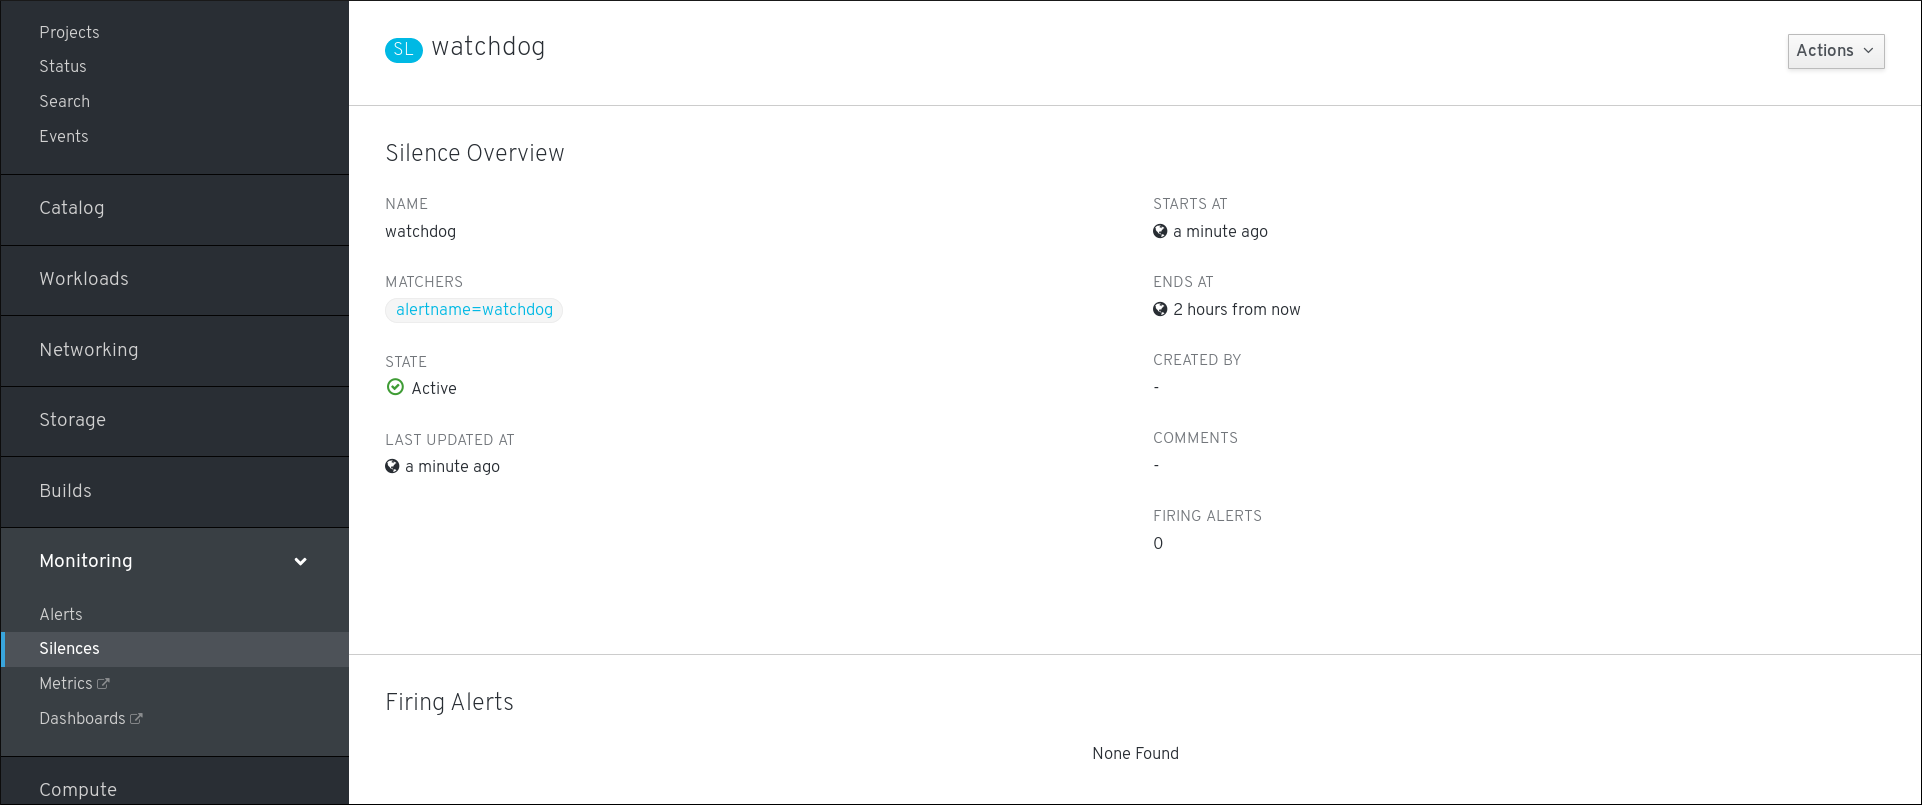 Projects
Status
Search
Events
Catalog
Workloads
Networking
Storage
Builds
Monitoring
Alerts
Silences
Metrics
Dashboards
Compute
SL watchdog
Actions
Silence Overview
NAME
watchdog
MATCHERS
alertname=watchdog
STATE
Active
LAST UPDATED AT
a minute ago
STARTS AT
a minute ago
ENDS AT
2 hours from now
CREATED BY
-
COMMENTS
-
FIRING ALERTS
0
Firing Alerts
None Found